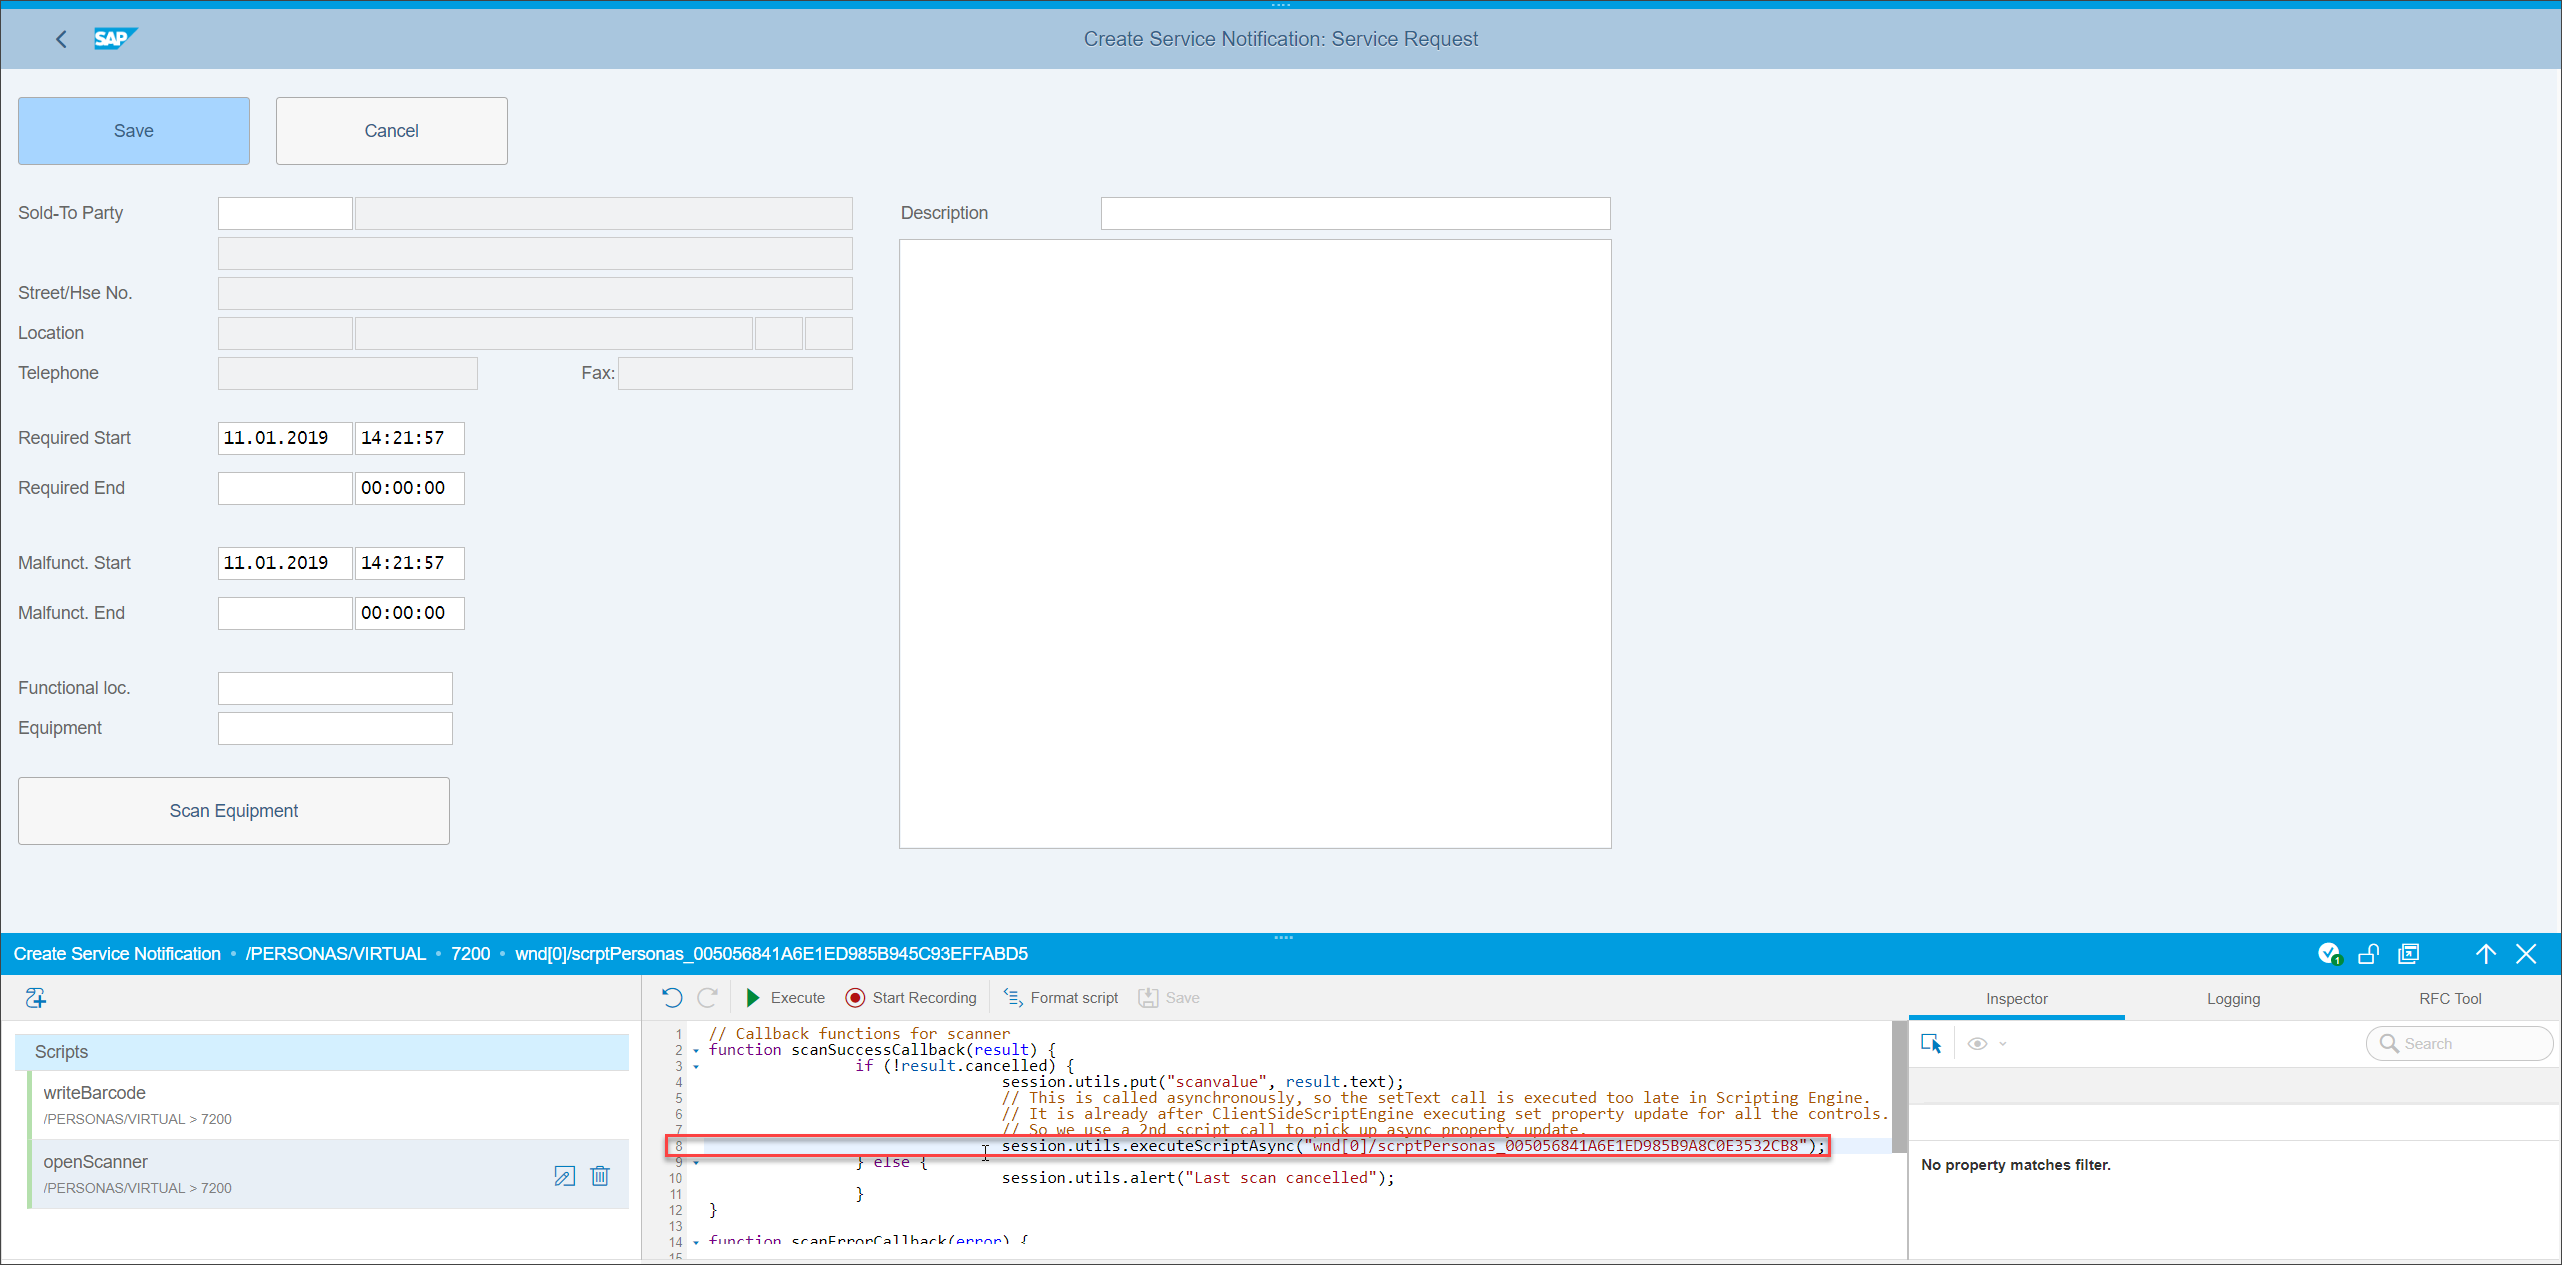 SAP
Create Service Notification: Service Request
Save
Cancel
Sold-To Party
Description
Street/Hse No.
Location
Telephone
Fax:
Required Start
11.01.2019
14:21:57
Required End
00:00:00
Malfunct. Start
11.01.2019
14:21:57
Malfunct. End
00:00:00
Functional loc.
Equipment
Scan Equipment
Create Service Notification • /PERSONAS/VIRTUAL • 7200 • wnd[0]/scrptPersonas_005056841A6E1ED985B945C93EFFABD5
1
Execute
Start Recording
Format script
Save
Inspector
Logging
RFC Tool
Scripts
writeBarcode
/PERSONAS/VIRTUAL > 7200
openScanner
/PERSONAS/VIRTUAL > 7200
1 // Callback functions for scanner
2 function scanSuccessCallback(result) {
3 if (!result.cancelled) {
4 session.utils.put("scanvalue", result.text);
5 // This is called asynchronously, so the setText call is executed too late in Scripting Engine.
6 // It is already after ClientSideScriptEngine executing set property update for all the controls.
7 // So we use a 2nd script call to pick up async property update.
8 session.utils.executeScriptAsync("wnd[0]/scrptPersonas_005056841A6E1ED985B9A8C0E3532CB8");
9 } else {
10 session.utils.alert("Last scan cancelled");
11 }
12 }
13
14 function scanErrorCallback(error) {
15
Search
No property matches filter.